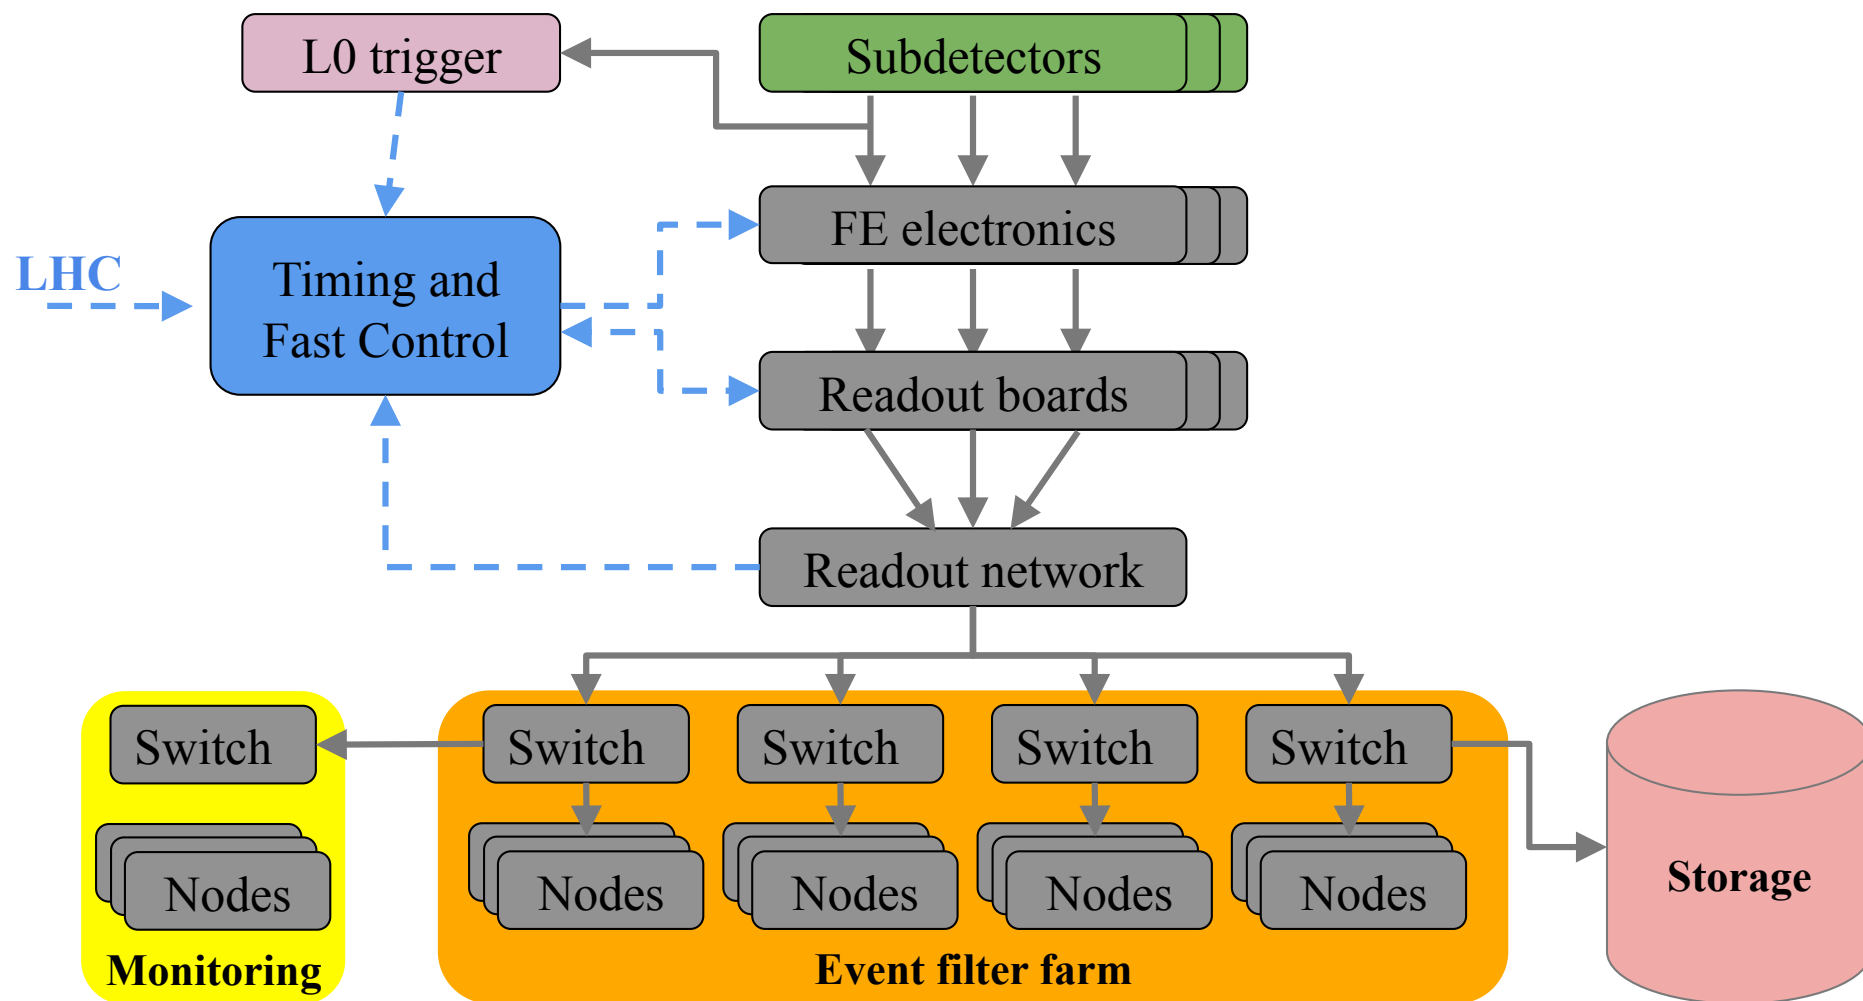 L0 trigger
Subdetectors
FE electronics
LHC
Timing and
Fast Control
Readout boards
Readout network
Switch
Switch
Switch
Switch
Switch
Nodes
Nodes
Nodes
Nodes
Nodes
Storage
Monitoring
Event filter farm